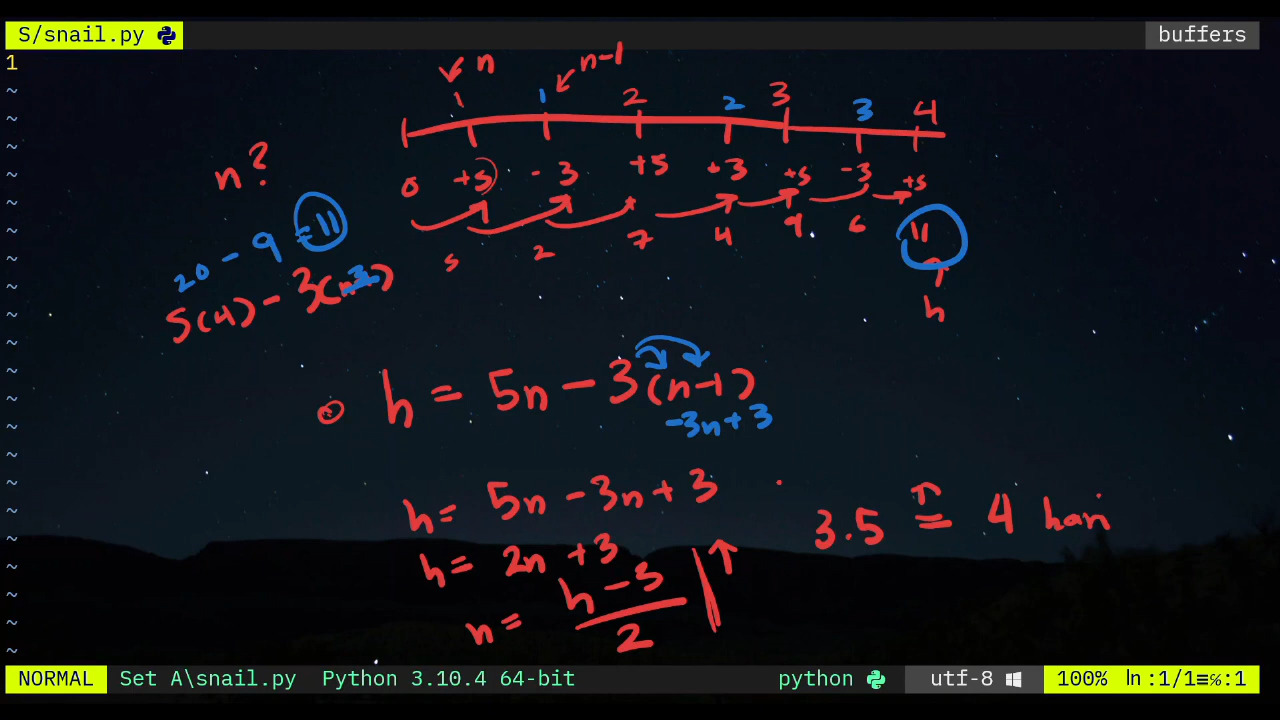 S/snail.py buffers
1
n n-1
1 1 2 2 3 3 4
n?
0 +5 -3 +5 +3 +5 -3 +5
5 2 7 4 9 6 11
h
20 - 9 = 11
5(4) - 3(3)
h = 5n - 3(n-1)
-3n+3
h = 5n - 3n + 3
3.5 = 4 hari
h = 2n + 3
n = h - 3
2
NORMAL Set A\snail.py Python 3.10.4 64-bit python utf-8 100% ln:1/1≡%:1